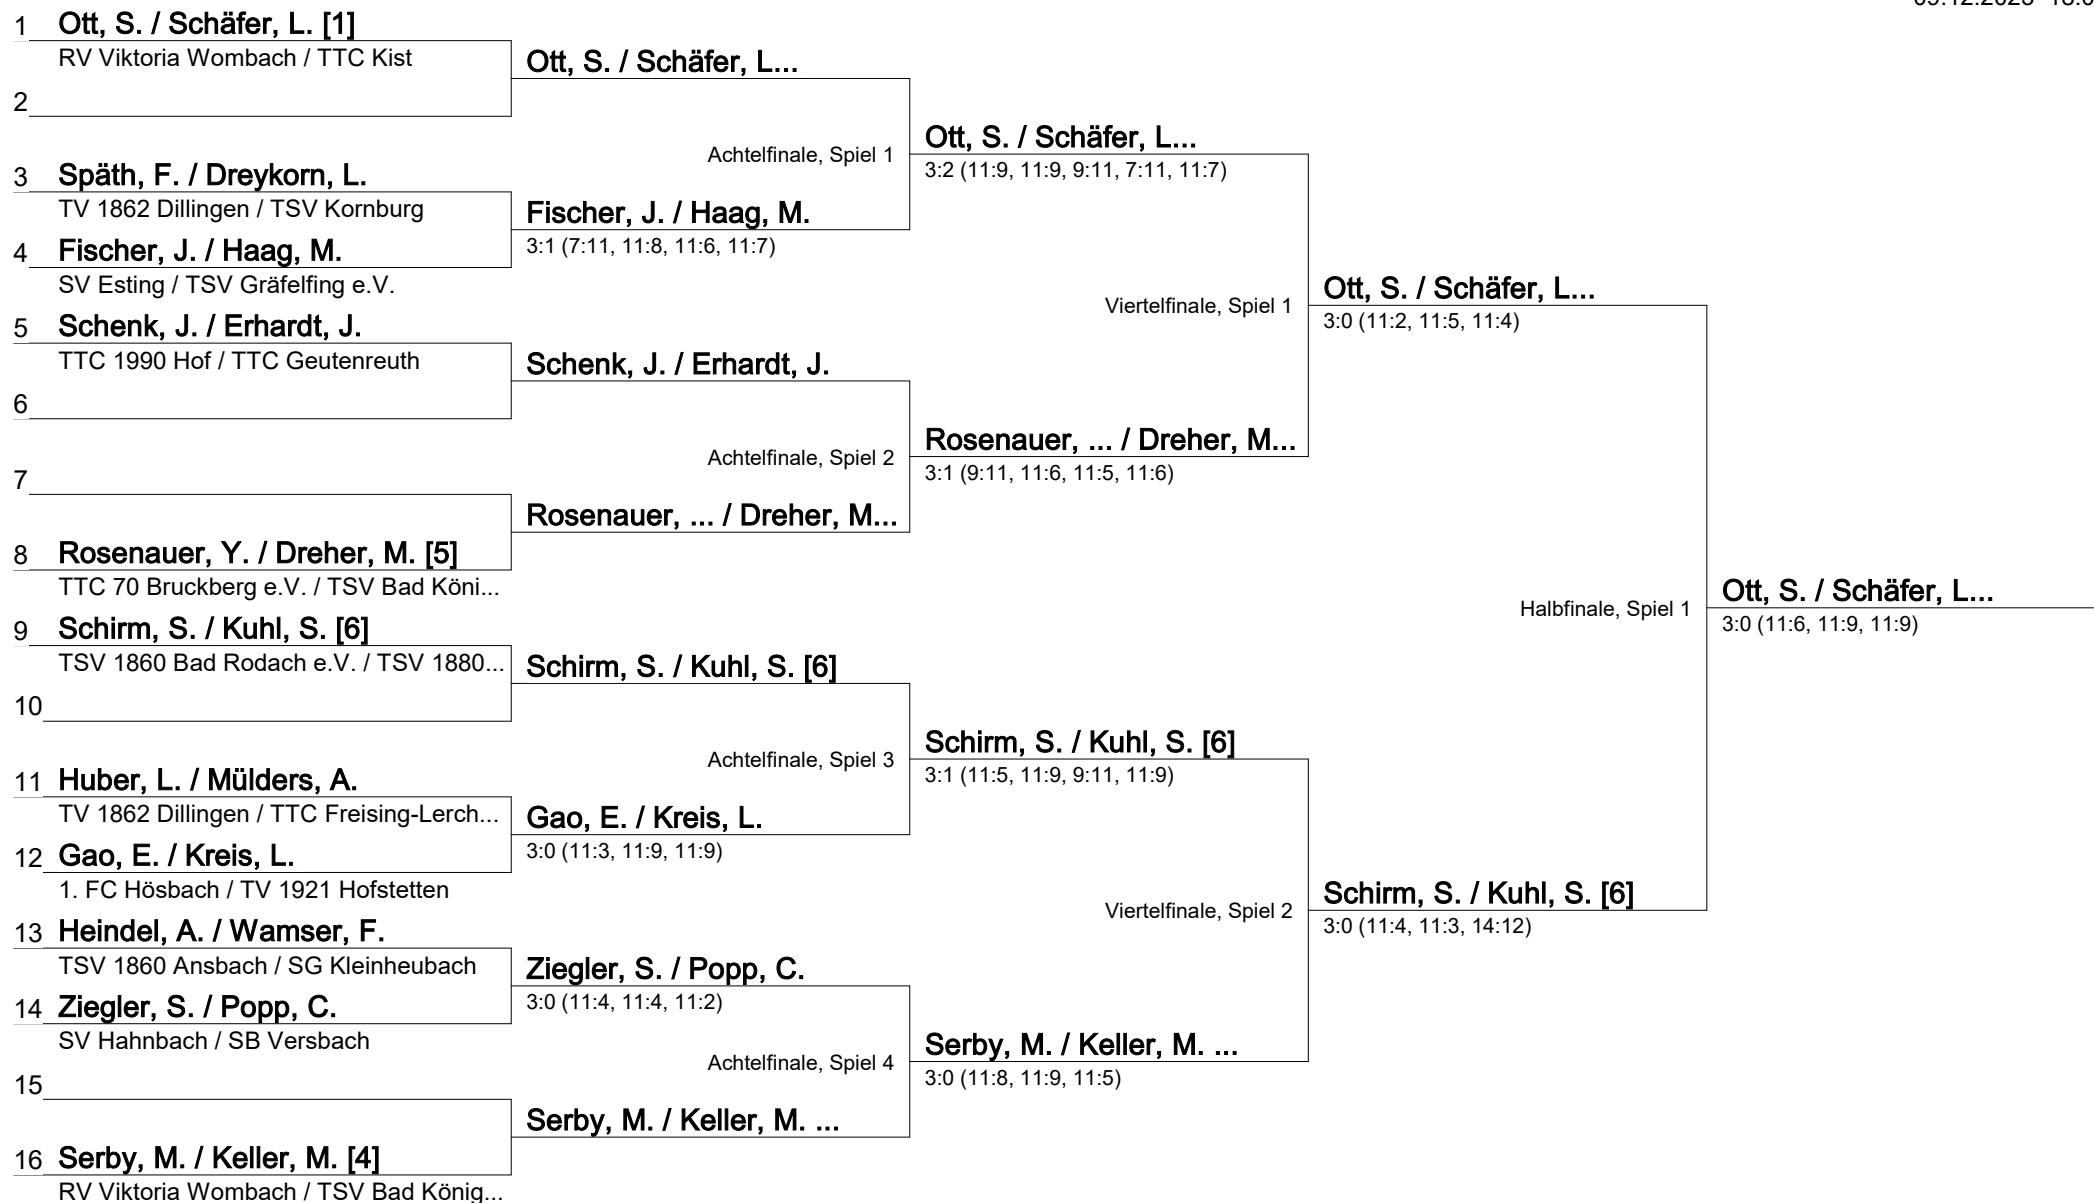 1 Ott, S. / Schäfer, L. [1]
RV Viktoria Wombach / TTC Kist
2
3 Späth, F. / Dreykorn, L.
TV 1862 Dillingen / TSV Kornburg
4 Fischer, J. / Haag, M.
SV Esting / TSV Gräfelfing e.V.
5 Schenk, J. / Erhardt, J.
TTC 1990 Hof / TTC Geutenreuth
6
7
8 Rosenauer, Y. / Dreher, M. [5]
TTC 70 Bruckberg e.V. / TSV Bad Köni...
9 Schirm, S. / Kuhl, S. [6]
TSV 1860 Bad Rodach e.V. / TSV 1880...
10
11 Huber, L. / Mülders, A.
TV 1862 Dillingen / TTC Freising-Lerch...
12 Gao, E. / Kreis, L.
1. FC Hösbach / TV 1921 Hofstetten
13 Heindel, A. / Wamser, F.
TSV 1860 Ansbach / SG Kleinheubach
14 Ziegler, S. / Popp, C.
SV Hahnbach / SB Versbach
15
16 Serby, M. / Keller, M. [4]
RV Viktoria Wombach / TSV Bad König...
Ott, S. / Schäfer, L...
Achtelfinale, Spiel 1
Fischer, J. / Haag, M.
3:1 (7:11, 11:8, 11:6, 11:7)
Schenk, J. / Erhardt, J.
Achtelfinale, Spiel 2
Rosenauer, ... / Dreher, M...
Schirm, S. / Kuhl, S. [6]
Achtelfinale, Spiel 3
Gao, E. / Kreis, L.
3:0 (11:3, 11:9, 11:9)
Ziegler, S. / Popp, C.
3:0 (11:4, 11:4, 11:2)
Achtelfinale, Spiel 4
Serby, M. / Keller, M. ...
Ott, S. / Schäfer, L...
3:2 (11:9, 11:9, 9:11, 7:11, 11:7)
Viertelfinale, Spiel 1
Rosenauer, ... / Dreher, M...
3:1 (9:11, 11:6, 11:5, 11:6)
Schirm, S. / Kuhl, S. [6]
3:1 (11:5, 11:9, 9:11, 11:9)
Viertelfinale, Spiel 2
Serby, M. / Keller, M. ...
3:0 (11:8, 11:9, 11:5)
Ott, S. / Schäfer, L...
3:0 (11:2, 11:5, 11:4)
Halbfinale, Spiel 1
Schirm, S. / Kuhl, S. [6]
3:0 (11:4, 11:3, 14:12)
Ott, S. / Schäfer, L...
3:0 (11:6, 11:9, 11:9)